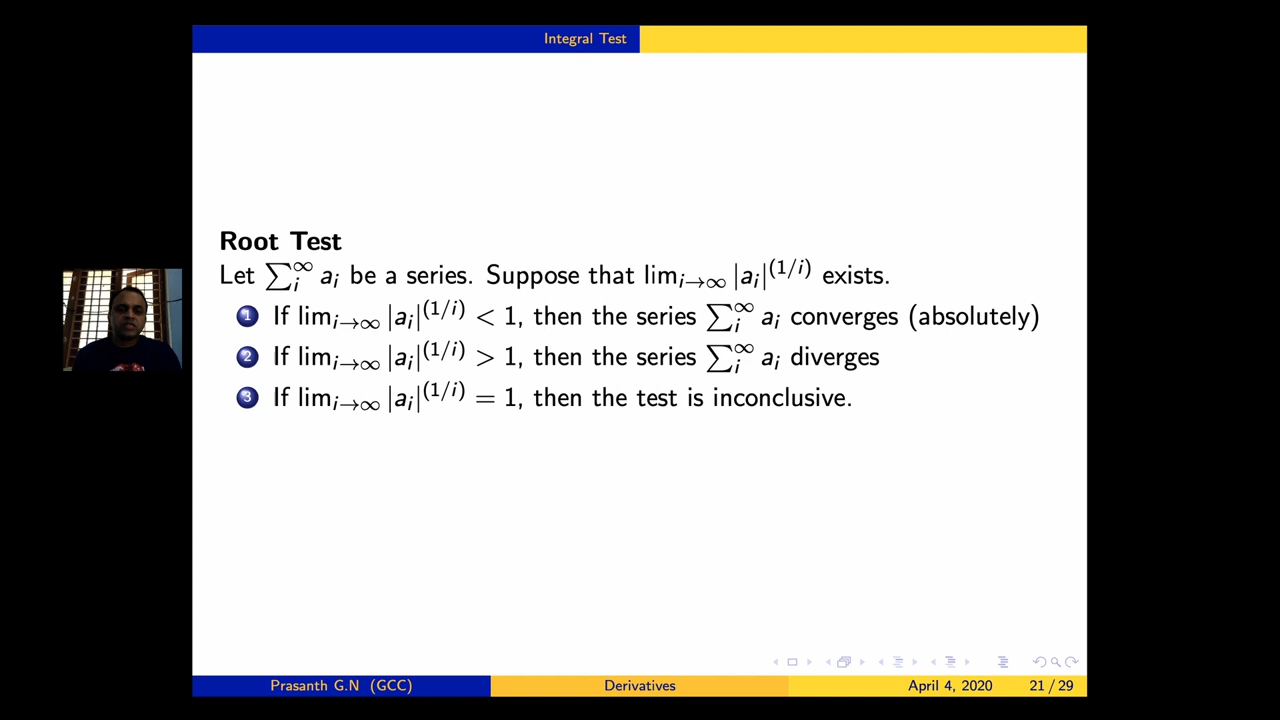 Integral Test
Root Test
Let ∑_i^∞ a_i be a series. Suppose that lim_{i→∞} |a_i|^{(1/i)} exists.
1 If lim_{i→∞} |a_i|^{(1/i)} < 1, then the series ∑_i^∞ a_i converges (absolutely)
2 If lim_{i→∞} |a_i|^{(1/i)} > 1, then the series ∑_i^∞ a_i diverges
3 If lim_{i→∞} |a_i|^{(1/i)} = 1, then the test is inconclusive.
Prasanth G.N (GCC) Derivatives April 4, 2020 21 / 29